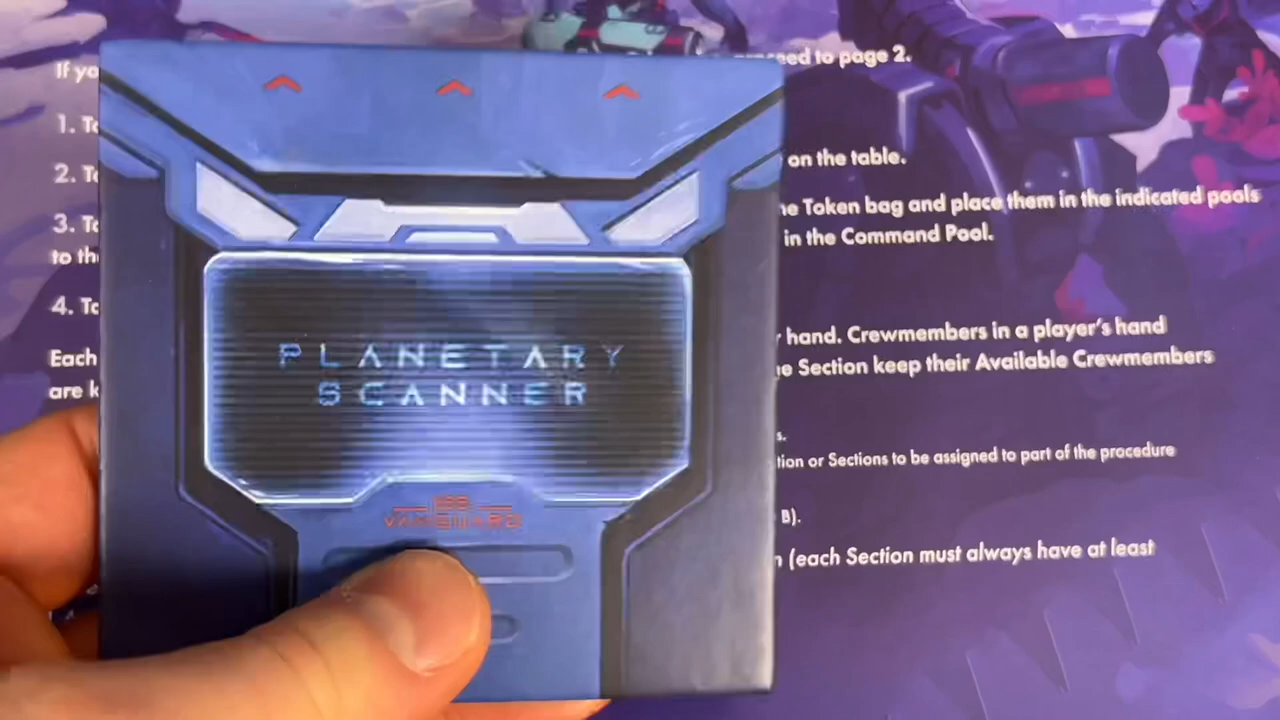 eed to page 2.
If yo
1. To
on the table.
2. To
he Token bag and place them in the indicated pools
3. To
in the Command Pool.
to th
4. To
hand. Crewmembers in a player's hand
Each
e Section keep their Available Crewmembers
are k
s.
tion or Sections to be assigned to part of the procedure
B).
(each Section must always have at least
PLANETARY
SCANNER
ISS
VANGUARD